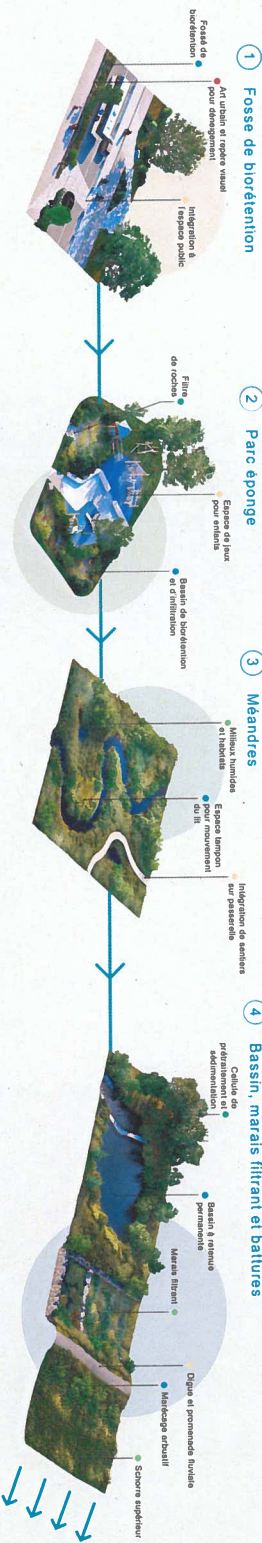 1 Fosse de biorétention
Fossé de
biorétention
Art urbain et repère visuel
pour déneigement
Intégration à
l'espace public
2 Parc éponge
Filtre
de roches
Espace de jeux
pour enfants
Bassin de biorétention
et d'infiltration
3 Méandres
Milieux humides
et habitats
Espace tampon
pour mouvement
du lit
Intégration de sentiers
sur passerelle
4 Bassin, marais filtrant et battures
Cellule de
prétraitement et
sédimentation
Bassin à retenue
permanente
Marais filtrant
Digue et promenade fluviale
Marécage arbustif
Schorre supérieur